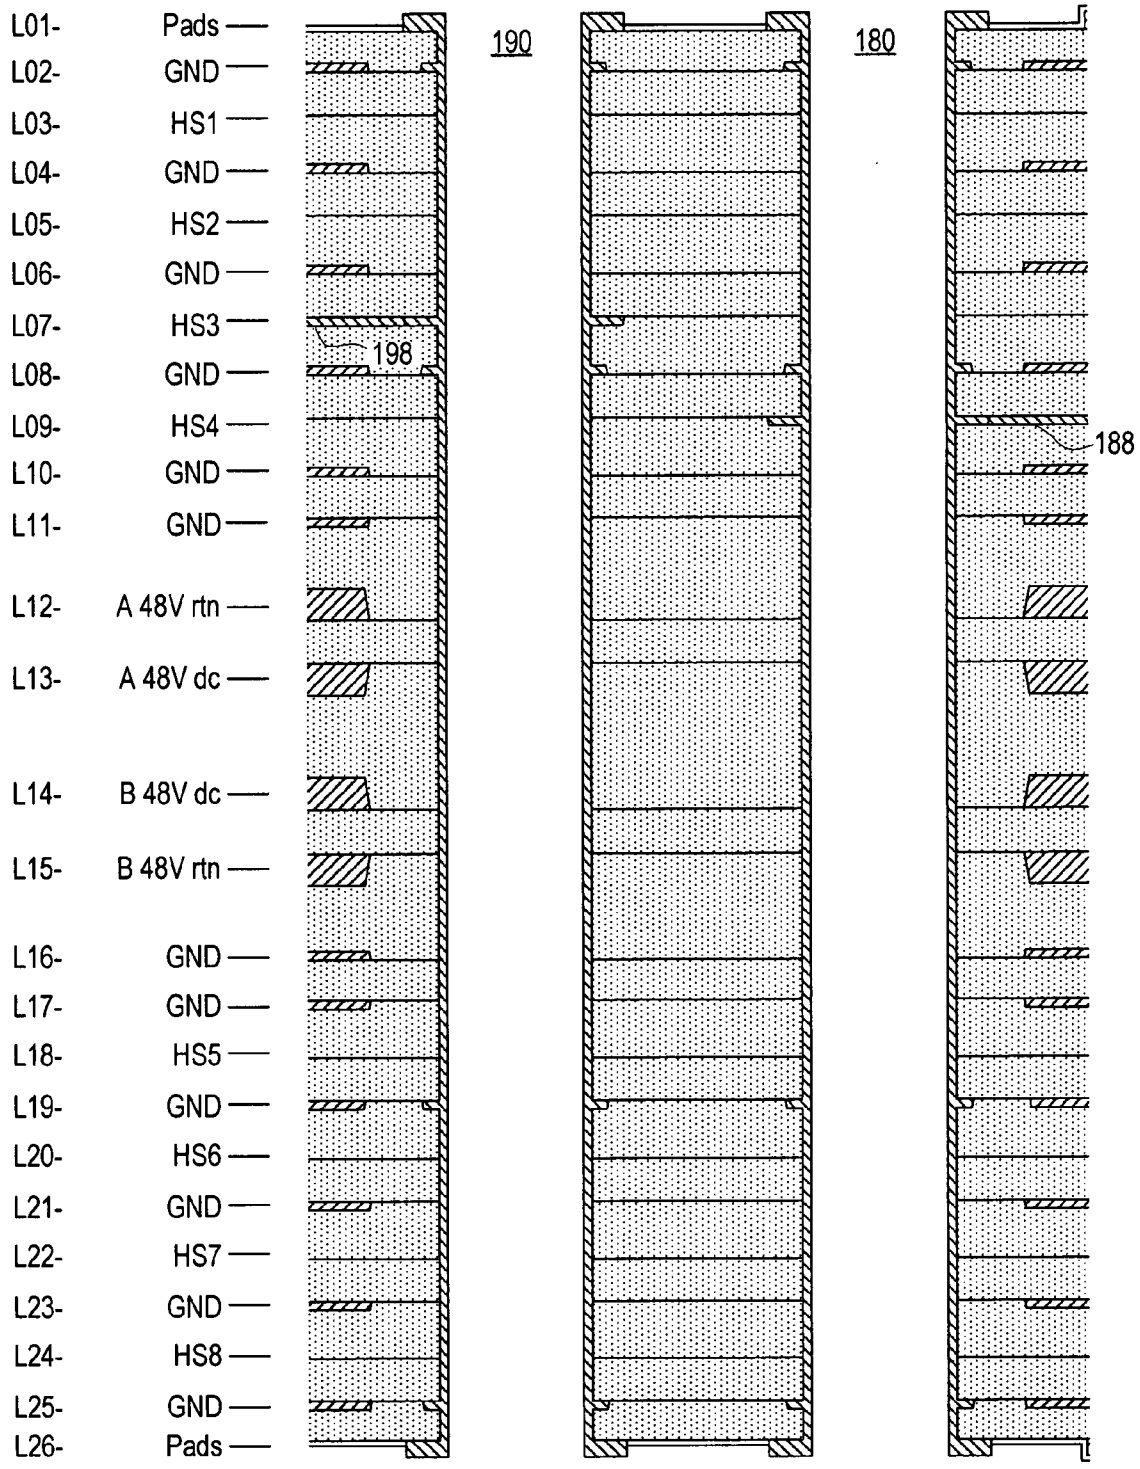 L01- Pads
190
180
L02- GND
L03- HS1
L04- GND
L05- HS2
L06- GND
L07- HS3
198
L08- GND
L09- HS4
188
L10- GND
L11- GND
L12- A 48V rtn
L13- A 48V dc
L14- B 48V dc
L15- B 48V rtn
L16- GND
L17- GND
L18- HS5
L19- GND
L20- HS6
L21- GND
L22- HS7
L23- GND
L24- HS8
L25- GND
L26- Pads